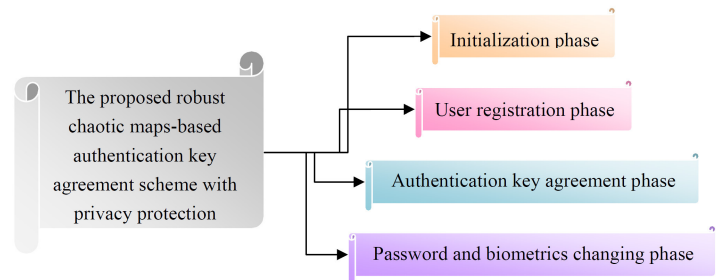 The proposed robust
chaotic maps-based
authentication key
agreement scheme with
privacy protection
Initialization phase
User registration phase
Authentication key agreement phase
Password and biometrics changing phase